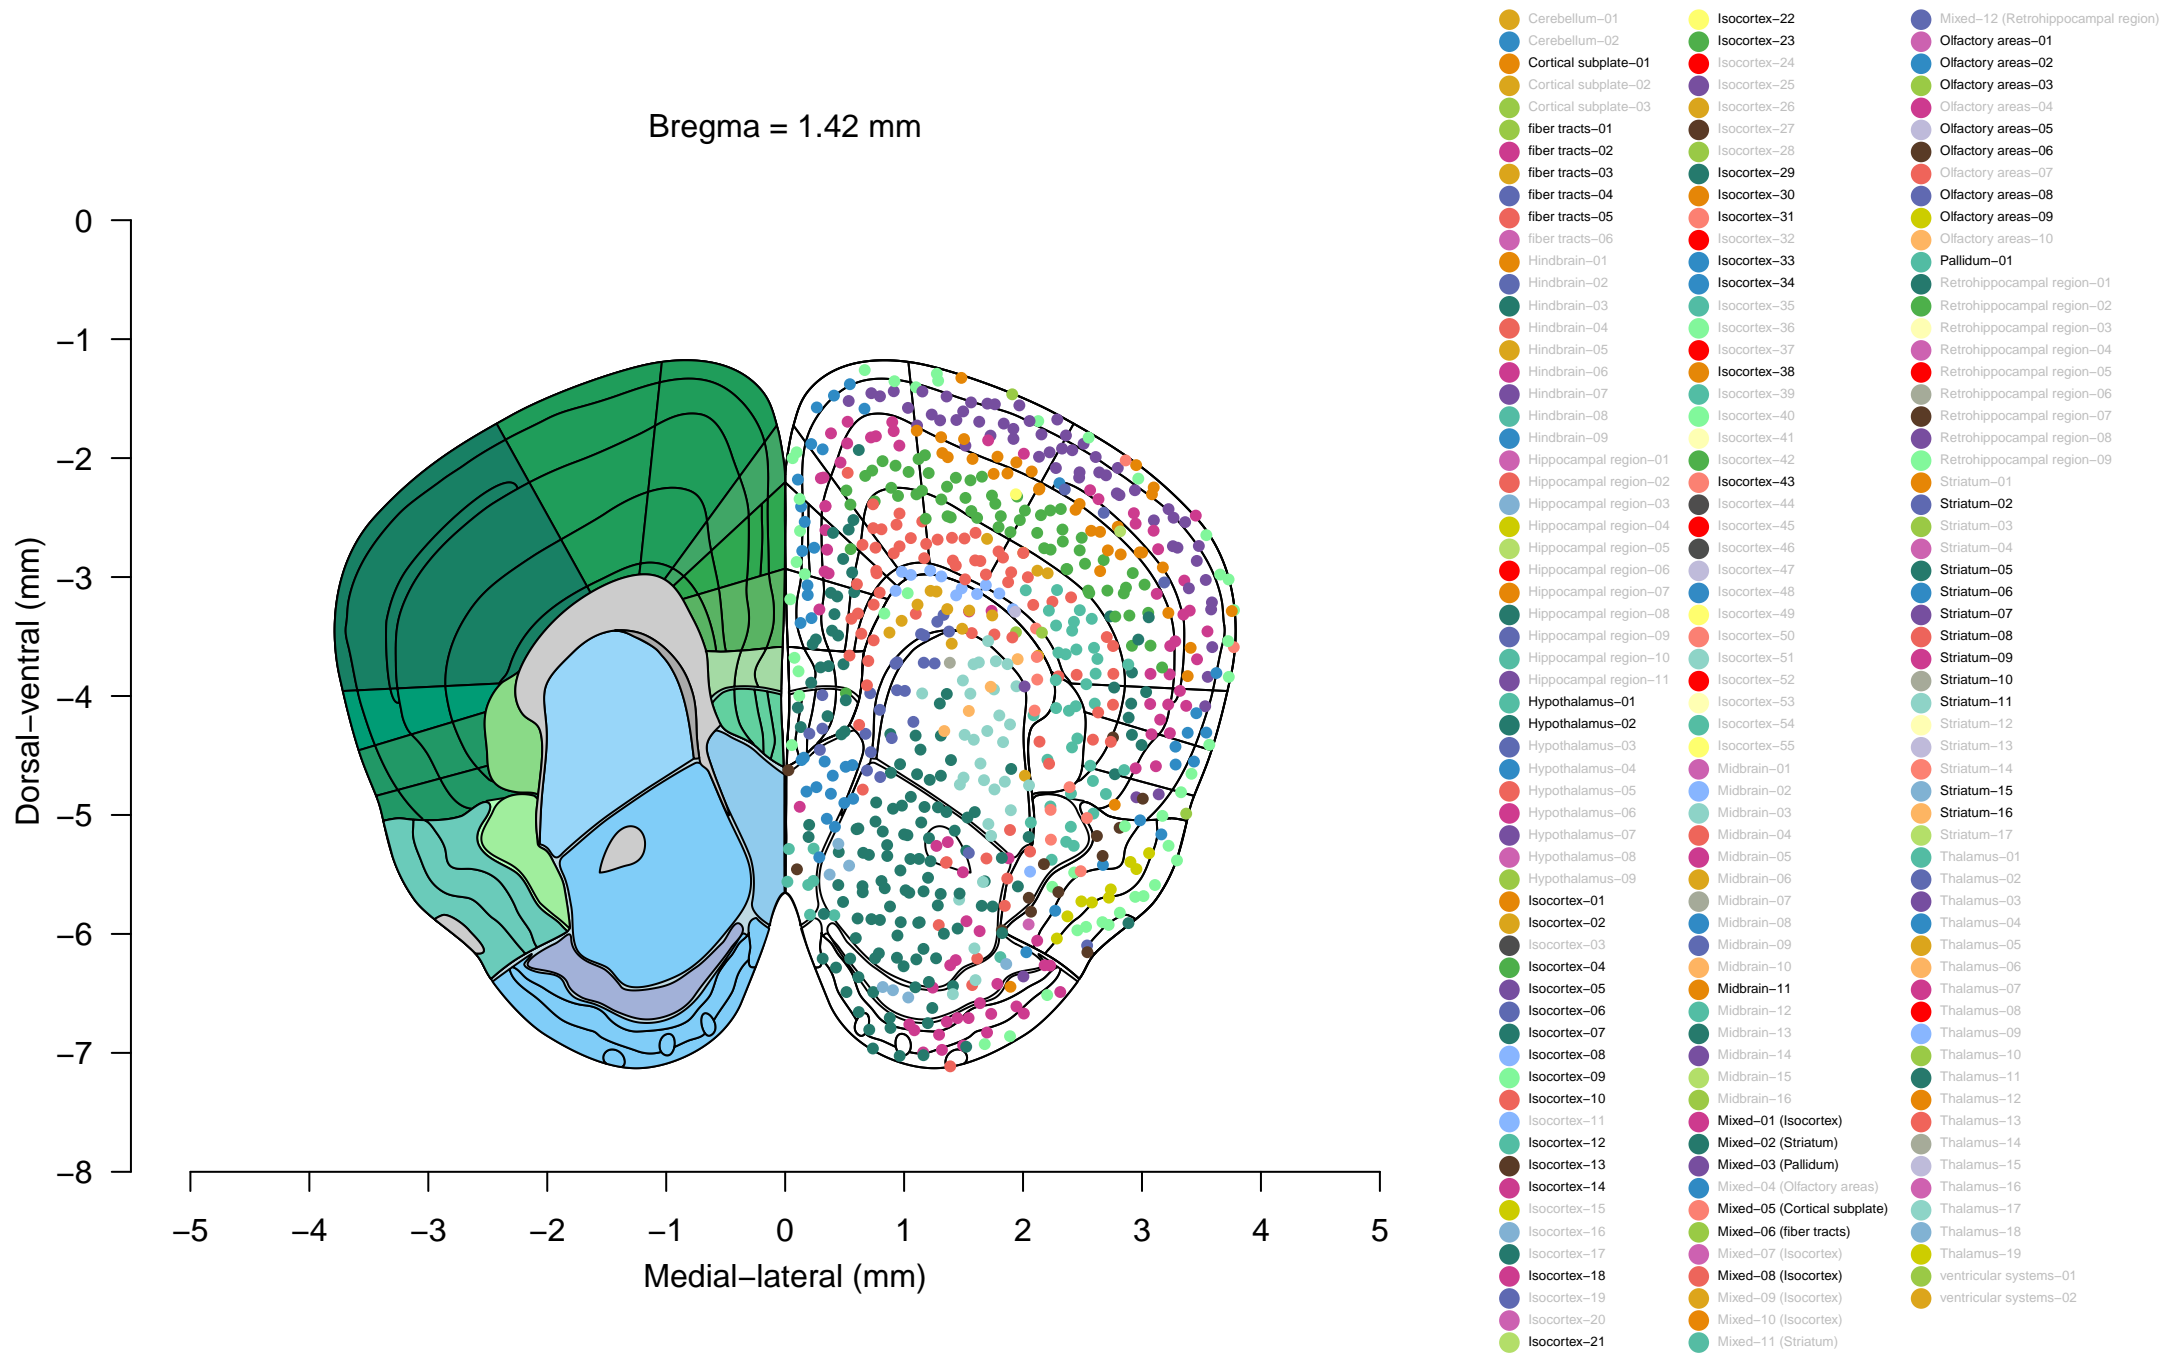 Bregma = 1.42 mm
Dorsal−ventral (mm)
0
−1
−2
−3
−4
−5
−6
−7
−8
−5
−4
−3
−2
−1
0
1
2
3
4
5
Medial−lateral (mm)
Cerebellum−01
Cerebellum−02
Cortical subplate−01
Cortical subplate−02
Cortical subplate−03
fiber tracts−01
fiber tracts−02
fiber tracts−03
fiber tracts−04
fiber tracts−05
fiber tracts−06
Hindbrain−01
Hindbrain−02
Hindbrain−03
Hindbrain−04
Hindbrain−05
Hindbrain−06
Hindbrain−07
Hindbrain−08
Hindbrain−09
Hippocampal region−01
Hippocampal region−02
Hippocampal region−03
Hippocampal region−04
Hippocampal region−05
Hippocampal region−06
Hippocampal region−07
Hippocampal region−08
Hippocampal region−09
Hippocampal region−10
Hippocampal region−11
Hypothalamus−01
Hypothalamus−02
Hypothalamus−03
Hypothalamus−04
Hypothalamus−05
Hypothalamus−06
Hypothalamus−07
Hypothalamus−08
Hypothalamus−09
Isocortex−01
Isocortex−02
Isocortex−03
Isocortex−04
Isocortex−05
Isocortex−06
Isocortex−07
Isocortex−08
Isocortex−09
Isocortex−10
Isocortex−11
Isocortex−12
Isocortex−13
Isocortex−14
Isocortex−15
Isocortex−16
Isocortex−17
Isocortex−18
Isocortex−19
Isocortex−20
Isocortex−21
Isocortex−22
Isocortex−23
Isocortex−24
Isocortex−25
Isocortex−26
Isocortex−27
Isocortex−28
Isocortex−29
Isocortex−30
Isocortex−31
Isocortex−32
Isocortex−33
Isocortex−34
Isocortex−35
Isocortex−36
Isocortex−37
Isocortex−38
Isocortex−39
Isocortex−40
Isocortex−41
Isocortex−42
Isocortex−43
Isocortex−44
Isocortex−45
Isocortex−46
Isocortex−47
Isocortex−48
Isocortex−49
Isocortex−50
Isocortex−51
Isocortex−52
Isocortex−53
Isocortex−54
Isocortex−55
Midbrain−01
Midbrain−02
Midbrain−03
Midbrain−04
Midbrain−05
Midbrain−06
Midbrain−07
Midbrain−08
Midbrain−09
Midbrain−10
Midbrain−11
Midbrain−12
Midbrain−13
Midbrain−14
Midbrain−15
Midbrain−16
Mixed−01 (Isocortex)
Mixed−02 (Striatum)
Mixed−03 (Pallidum)
Mixed−04 (Olfactory areas)
Mixed−05 (Cortical subplate)
Mixed−06 (fiber tracts)
Mixed−07 (Isocortex)
Mixed−08 (Isocortex)
Mixed−09 (Isocortex)
Mixed−10 (Isocortex)
Mixed−11 (Striatum)
Mixed−12 (Retrohippocampal region)
Olfactory areas−01
Olfactory areas−02
Olfactory areas−03
Olfactory areas−04
Olfactory areas−05
Olfactory areas−06
Olfactory areas−07
Olfactory areas−08
Olfactory areas−09
Olfactory areas−10
Pallidum−01
Retrohippocampal region−01
Retrohippocampal region−02
Retrohippocampal region−03
Retrohippocampal region−04
Retrohippocampal region−05
Retrohippocampal region−06
Retrohippocampal region−07
Retrohippocampal region−08
Retrohippocampal region−09
Striatum−01
Striatum−02
Striatum−03
Striatum−04
Striatum−05
Striatum−06
Striatum−07
Striatum−08
Striatum−09
Striatum−10
Striatum−11
Striatum−12
Striatum−13
Striatum−14
Striatum−15
Striatum−16
Striatum−17
Thalamus−01
Thalamus−02
Thalamus−03
Thalamus−04
Thalamus−05
Thalamus−06
Thalamus−07
Thalamus−08
Thalamus−09
Thalamus−10
Thalamus−11
Thalamus−12
Thalamus−13
Thalamus−14
Thalamus−15
Thalamus−16
Thalamus−17
Thalamus−18
Thalamus−19
ventricular systems−01
ventricular systems−02